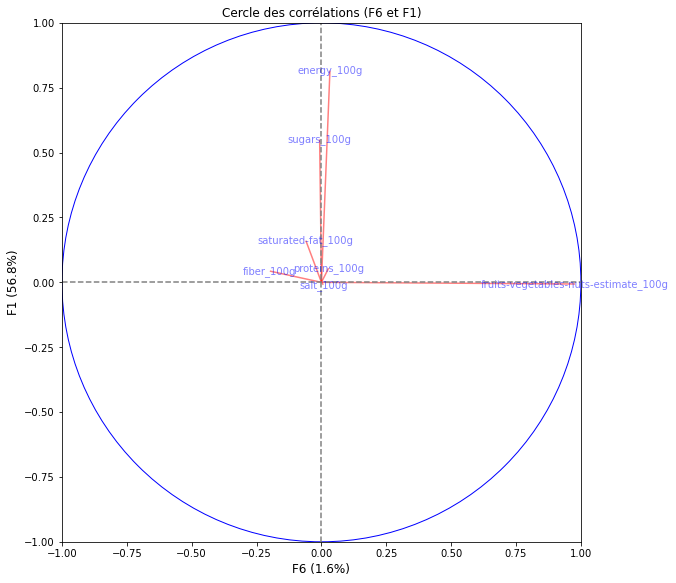 Cercle des corrélations (F6 et F1)
1.00
0.75
0.50
0.25
0.00
−0.25
−0.50
−0.75
−1.00
F1 (56.8%)
energy_100g
sugars_100g
saturated-fat_100g
proteins_100g
fiber_100g
salt_100g
fruits-vegetables-nuts-estimate_100g
−1.00 −0.75 −0.50 −0.25 0.00 0.25 0.50 0.75 1.00
F6 (1.6%)